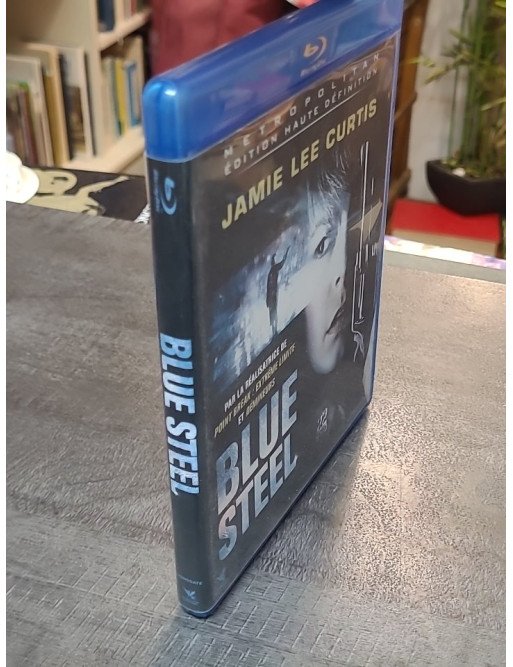 METROPOLITAN
ÉDITION HAUTE DÉFINITION
JAMIE LEE CURTIS
PAR LA RÉALISATRICE DE
POINT BREAK - EXTRÊME LIMITE
ET DÉMINEURS
BLUE
STEEL
BLUE STEEL